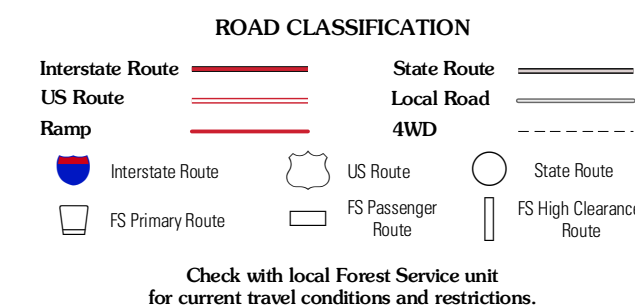 ROAD CLASSIFICATION
Interstate Route
State Route
US Route
Local Road
Ramp
4WD
Interstate Route
US Route
State Route
FS Primary Route
FS Passenger
Route
FS High Clearance
Route
Check with local Forest Service unit
for current travel conditions and restrictions.